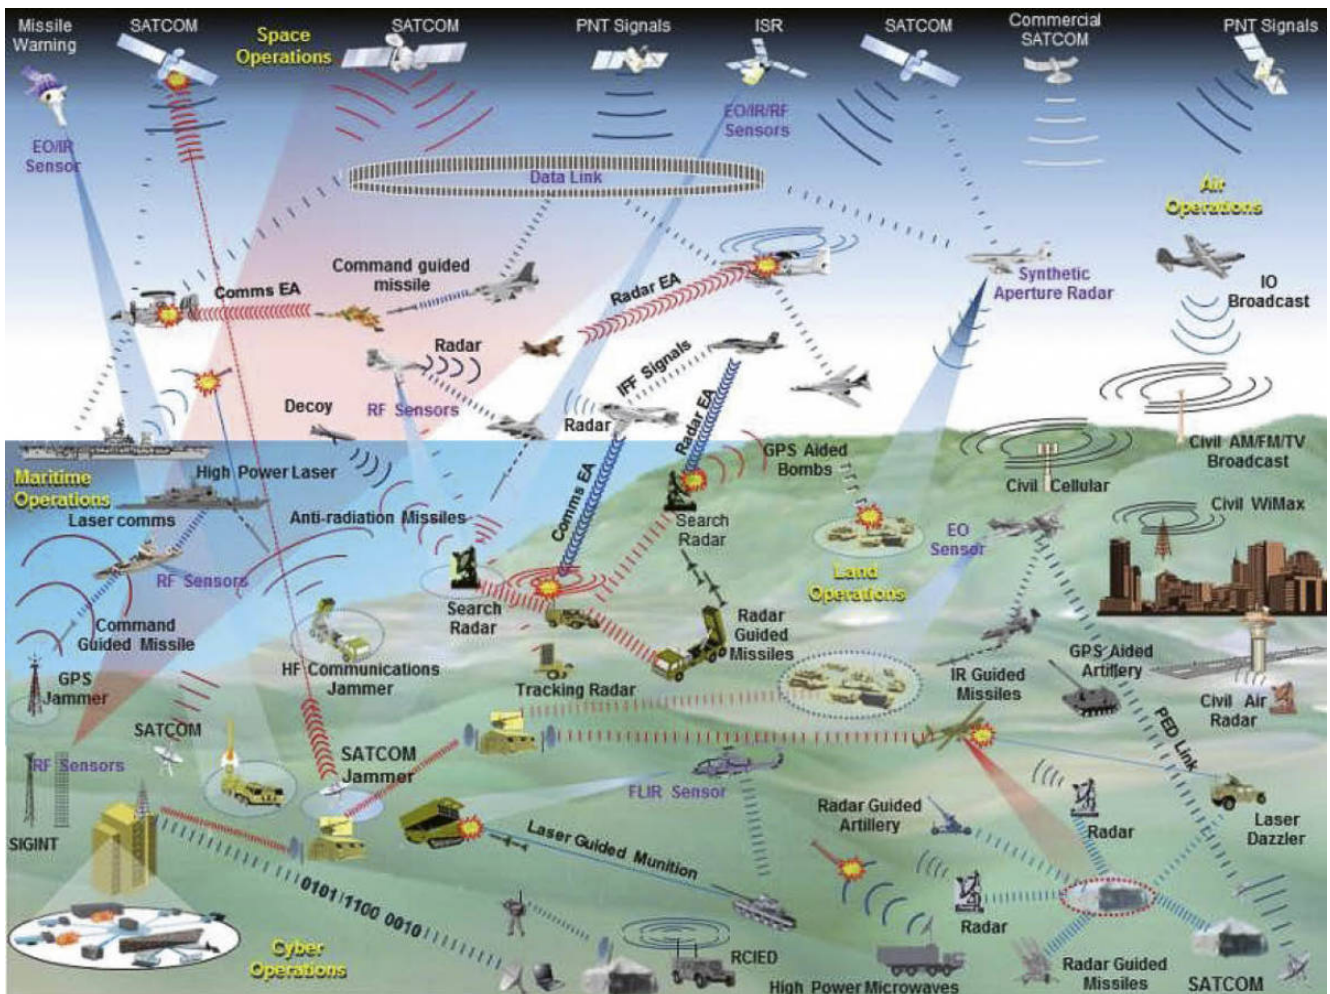 Missile
Warning
SATCOM
Space
Operations
SATCOM
PNT Signals
ISR
SATCOM
Commercial
SATCOM
PNT Signals
EO/IR
Sensor
EO/IR/RF
Sensors
Data Link
Air
Operations
Comms EA
Command guided
missile
Radar EA
Synthetic
Aperture Radar
IO
Broadcast
Radar
IFF Signals
RF Sensors
Decoy
Radar
Radar EA
GPS Aided
Bombs
Civil AM/FM/TV
Broadcast
Civil Cellular
Maritime
Operations
High Power Laser
Laser comms
Anti-radiation Missiles
Comms EA
Search
Radar
EO
Sensor
Civil WiMax
RF Sensors
Land
Operations
Search
Radar
Command
Guided Missile
Radar
Guided
Missiles
HF Communications
Jammer
GPS
Jammer
Tracking Radar
IR Guided
Missiles
GPS Aided
Artillery
Civil Air
Radar
PED Link
SATCOM
SATCOM
Jammer
RF Sensors
FLIR Sensor
SIGINT
Laser Guided Munition
Radar Guided
Artillery
Radar
Laser
Dazzler
0101/1100 0010
Radar
Cyber
Operations
RCIED
High Power Microwaves
Radar Guided
Missiles
SATCOM